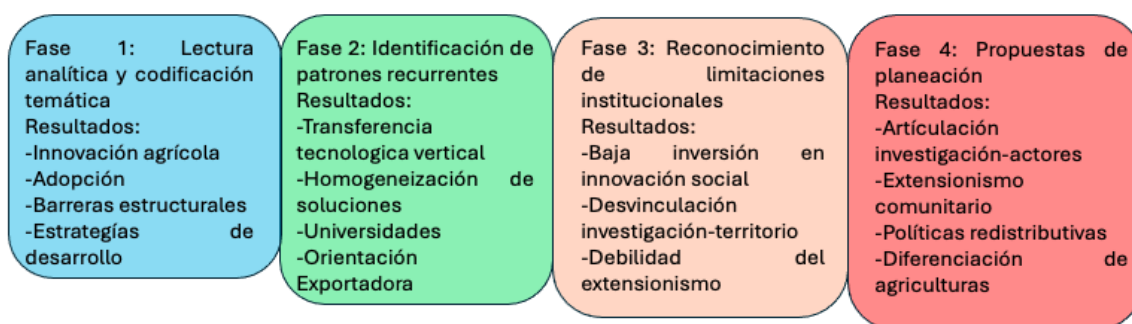 Fase 1: Lectura
analítica y codificación
temática
Resultados:
-Innovación agrícola
-Adopción
-Barreras estructurales
-Estrategías de
desarrollo
Fase 2: Identificación de
patrones recurrentes
Resultados:
-Transferencia
tecnologica vertical
-Homogeneización de
soluciones
-Universidades
-Orientación
Exportadora
Fase 3: Reconocimiento
de limitaciones
institucionales
Resultados:
-Baja inversión en
innovación social
-Desvinculación
investigación-territorio
-Debilidad del
extensionismo
Fase 4: Propuestas de
planeación
Resultados:
-Artículación
investigación-actores
-Extensionismo
comunitario
-Políticas redistributivas
-Diferenciación de
agriculturas